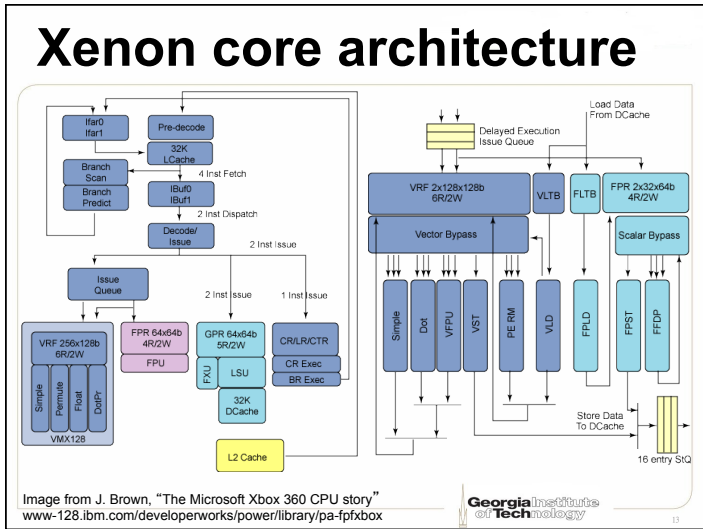 Xenon core architecture
Ifar0
Ifar1
Pre-decode
32K
LCache
Branch
Scan
Branch
Predict
4 Inst Fetch
IBuf0
IBuf1
2 Inst Dispatch
Decode/
Issue
2 Inst Issue
Issue
Queue
2 Inst Issue
1 Inst Issue
VRF 256x128b
6R/2W
Simple
Permute
Float
DotPr
VMX128
FPR 64x64b
4R/2W
FPU
GPR 64x64b
5R/2W
FXU
LSU
32K
DCache
CR/LR/CTR
CR Exec
BR Exec
L2 Cache
Delayed Execution
Issue Queue
Load Data
From DCache
VRF 2x128x128b
6R/2W
VLTB
FLTB
FPR 2x32x64b
4R/2W
Vector Bypass
Scalar Bypass
Simple
Dot
VFPU
VST
PE RM
VLD
FPLD
FPST
FFDP
Store Data
To DCache
16 entry StQ
Image from J. Brown, “The Microsoft Xbox 360 CPU story”
www-128.ibm.com/developerworks/power/library/pa-fpfxbox
Georgia Institute
of Technology
13